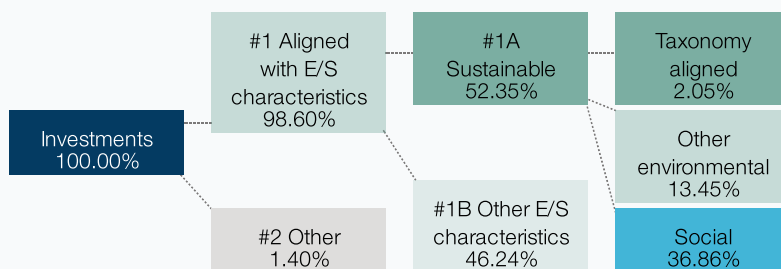 Investments
100.00%
#1 Aligned
with E/S
characteristics
98.60%
#2 Other
1.40%
#1A
Sustainable
52.35%
#1B Other E/S
characteristics
46.24%
Taxonomy
aligned
2.05%
Other
environmental
13.45%
Social
36.86%